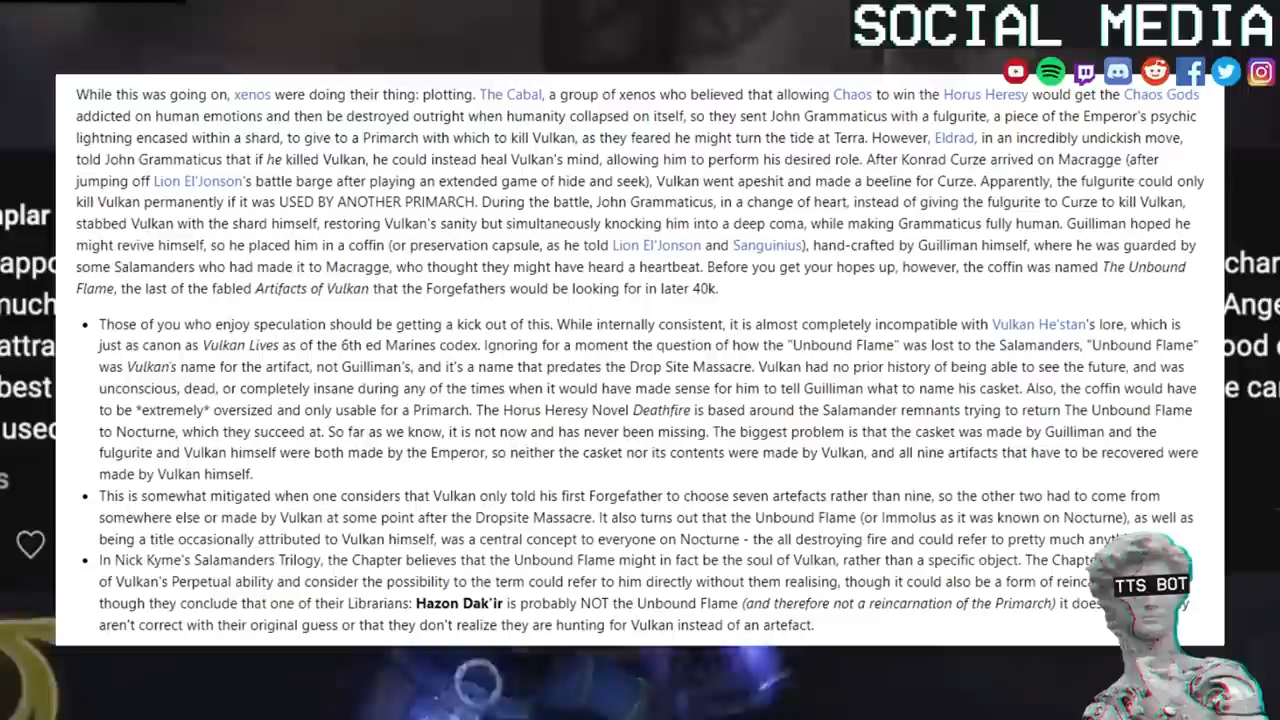 SOCIAL MEDIA
While this was going on, xenos were doing their thing: plotting. The Cabal, a group of xenos who believed that allowing Chaos to win the Horus Heresy would get the Chaos Gods
addicted on human emotions and then be destroyed outright when humanity collapsed on itself, so they sent John Grammaticus with a fulgurite, a piece of the Emperor's psychic
lightning encased within a shard, to give to a Primarch with which to kill Vulkan, as they feared he might turn the tide at Terra. However, Eldrad, in an incredibly undickish move,
told John Grammaticus that if he killed Vulkan, he could instead heal Vulkan's mind, allowing him to perform his desired role. After Konrad Curze arrived on Macragge (after
jumping off Lion El'Jonson's battle barge after playing an extended game of hide and seek), Vulkan went apeshit and made a beeline for Curze. Apparently, the fulgurite could only
kill Vulkan permanently if it was USED BY ANOTHER PRIMARCH. During the battle, John Grammaticus, in a change of heart, instead of giving the fulgurite to Curze to kill Vulkan,
stabbed Vulkan with the shard himself, restoring Vulkan's sanity but simultaneously knocking him into a deep coma, while making Grammaticus fully human. Guilliman hoped he
might revive himself, so he placed him in a coffin (or preservation capsule, as he told Lion El'Jonson and Sanguinius), hand-crafted by Guilliman himself, where he was guarded by
some Salamanders who had made it to Macragge, who thought they might have heard a heartbeat. Before you get your hopes up, however, the coffin was named The Unbound
Flame, the last of the fabled Artifacts of Vulkan that the Forgefathers would be looking for in later 40k.
Those of you who enjoy speculation should be getting a kick out of this. While internally consistent, it is almost completely incompatible with Vulkan He'stan's lore, which is
just as canon as Vulkan Lives as of the 6th ed Marines codex. Ignoring for a moment the question of how the "Unbound Flame" was lost to the Salamanders, "Unbound Flame"
was Vulkan's name for the artifact, not Guilliman's, and it's a name that predates the Drop Site Massacre. Vulkan had no prior history of being able to see the future, and was
unconscious, dead, or completely insane during any of the times when it would have made sense for him to tell Guilliman what to name his casket. Also, the coffin would have
to be *extremely* oversized and only usable for a Primarch. The Horus Heresy Novel Deathfire is based around the Salamander remnants trying to return The Unbound Flame
to Nocturne, which they succeed at. So far as we know, it is not now and has never been missing. The biggest problem is that the casket was made by Guilliman and the
fulgurite and Vulkan himself were both made by the Emperor, so neither the casket nor its contents were made by Vulkan, and all nine artifacts that have to be recovered were
made by Vulkan himself.
This is somewhat mitigated when one considers that Vulkan only told his first Forgefather to choose seven artefacts rather than nine, so the other two had to come from
somewhere else or made by Vulkan at some point after the Dropsite Massacre. It also turns out that the Unbound Flame (or Immolus as it was known on Nocturne), as well as
being a title occasionally attributed to Vulkan himself, was a central concept to everyone on Nocturne - the all destroying fire and could refer to pretty much
In Nick Kyme's Salamanders Trilogy, the Chapter believes that the Unbound Flame might in fact be the soul of Vulkan, rather than a specific object. The
of Vulkan's Perpetual ability and consider the possibility to the term could refer to him directly without them realising, though it could also be a form of
though they conclude that one of their Librarians: Hazon Dak'ir is probably NOT the Unbound Flame (and therefore not a reincarnation of the Primarch) it
aren't correct with their original guess or that they don't realize they are hunting for Vulkan instead of an artefact.
TTS BOT
best
used